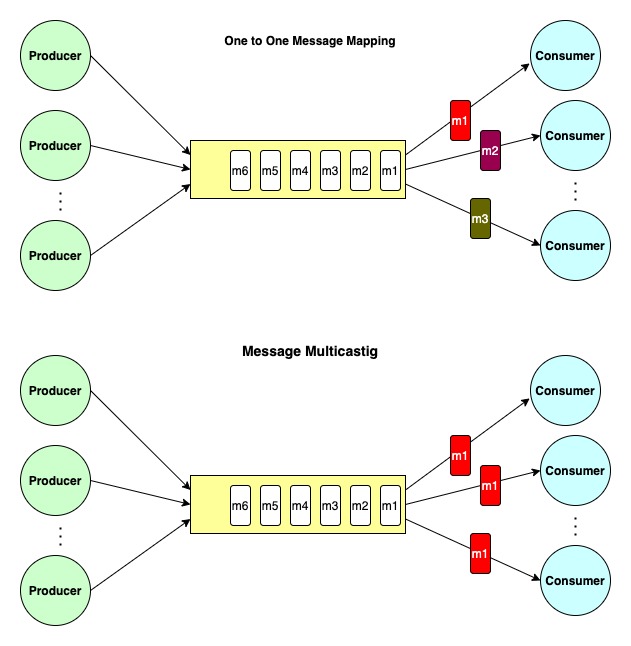 One to One Message Mapping
Producer
Producer
Producer
m6 m5 m4 m3 m2 m1
m1
m2
m3
Consumer
Consumer
Consumer
Message Multicastig
Producer
Producer
Producer
m6 m5 m4 m3 m2 m1
m1
m1
m1
Consumer
Consumer
Consumer